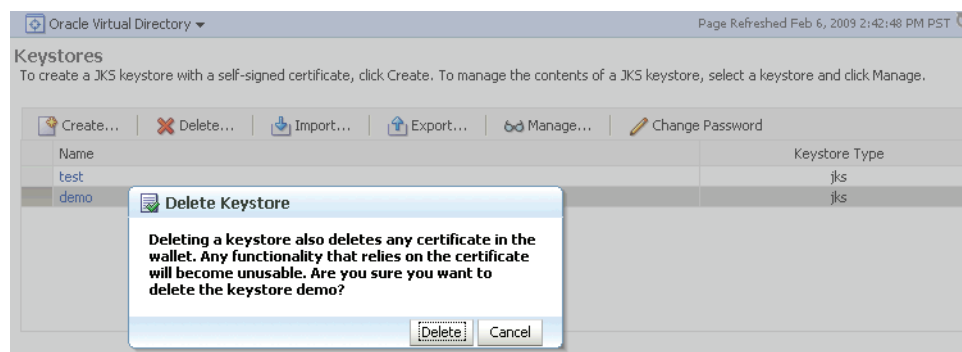 Oracle Virtual Directory
Page Refreshed Feb 6, 2009 2:42:48 PM PST
Keystores
To create a JKS keystore with a self-signed certificate, click Create. To manage the contents of a JKS keystore, select a keystore and click Manage.
Create... Delete... Import... Export... Manage... Change Password
Name Keystore Type
test jks
demo jks
Delete Keystore
Deleting a keystore also deletes any certificate in the
wallet. Any functionality that relies on the certificate
will become unusable. Are you sure you want to
delete the keystore demo?
Delete Cancel